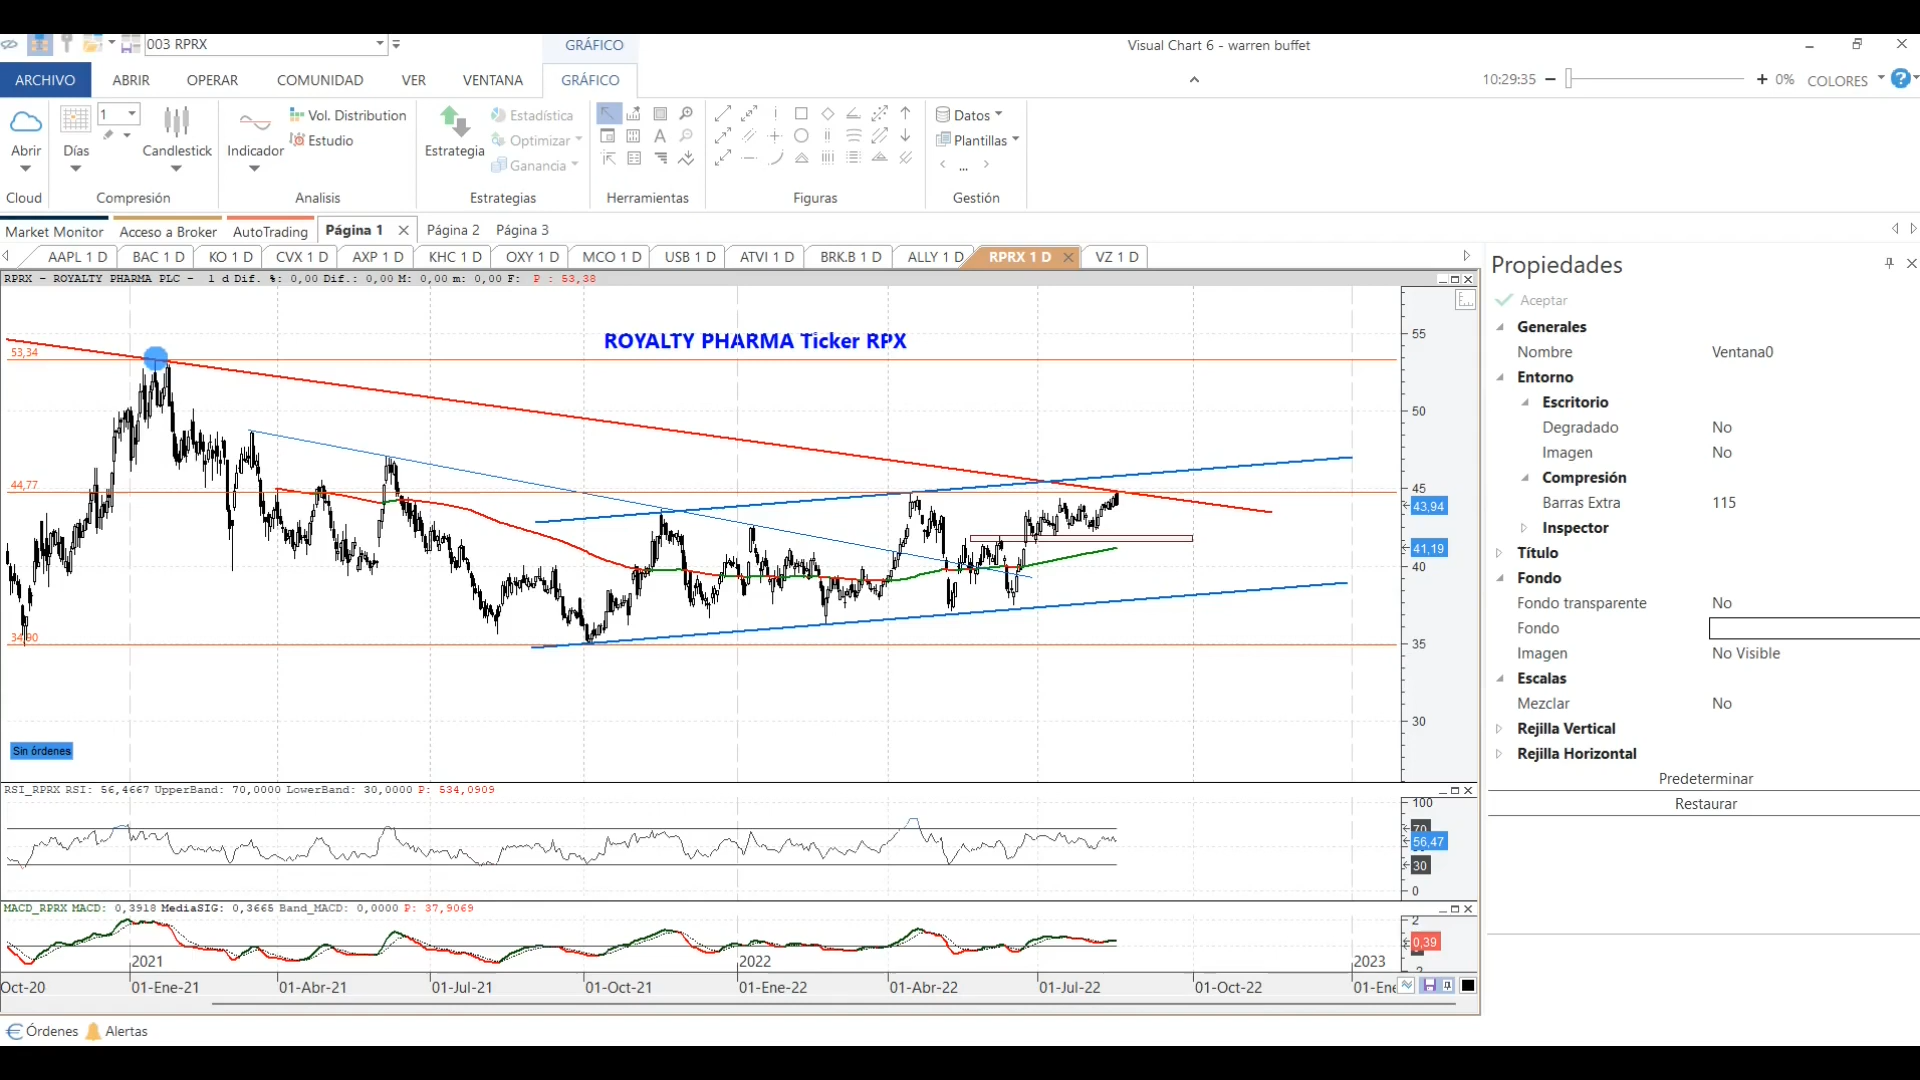 003 RPRX
GRÁFICO
Visual Chart 6 - warren buffet
ARCHIVO ABRIR OPERAR COMUNIDAD VER VENTANA GRÁFICO
10:29:35 0% COLORES
1
Abrir
Cloud
Días
Candlestick
Compresión
Indicador
Vol. Distribution
Estudio
Analisis
Estrategia
Estadística
Optimizar
Ganancia
Estrategias
Herramientas
Figuras
Datos
Plantillas
...
Gestión
Market Monitor Acceso a Broker AutoTrading Página 1 Página 2 Página 3
AAPL 1 D BAC 1 D KO 1 D CVX 1 D AXP 1 D KHC 1 D OXY 1 D MCO 1 D USB 1 D ATVI 1 D BRK.B 1 D ALLY 1 D RPRX 1 D VZ 1 D
RPRX - ROYALTY PHARMA PLC - 1 d Dif. %: 0,00 Dif.: 0,00 M: 0,00 m: 0,00 F: P : 53,38
ROYALTY PHARMA Ticker RPX
53,34
44,77
34,90
55
50
45
43,94
41,19
40
35
30
Sin órdenes
RSI_RPRX RSI: 56,4667 UpperBand: 70,0000 LowerBand: 30,0000 P: 534,0909
100
70
56,47
30
0
MACD_RPRX MACD: 0,3918 MediaSIG: 0,3665 Band_MACD: 0,0000 P: 37,9069
2
0,39
2021 2022 2023
Oct-20 01-Ene-21 01-Abr-21 01-Jul-21 01-Oct-21 01-Ene-22 01-Abr-22 01-Jul-22 01-Oct-22 01-Ene
Órdenes Alertas
Propiedades
Aceptar
Generales
Nombre Ventana0
Entorno
Escritorio
Degradado No
Imagen No
Compresión
Barras Extra 115
Inspector
Título
Fondo
Fondo transparente No
Fondo
Imagen No Visible
Escalas
Mezclar No
Rejilla Vertical
Rejilla Horizontal
Predeterminar
Restaurar